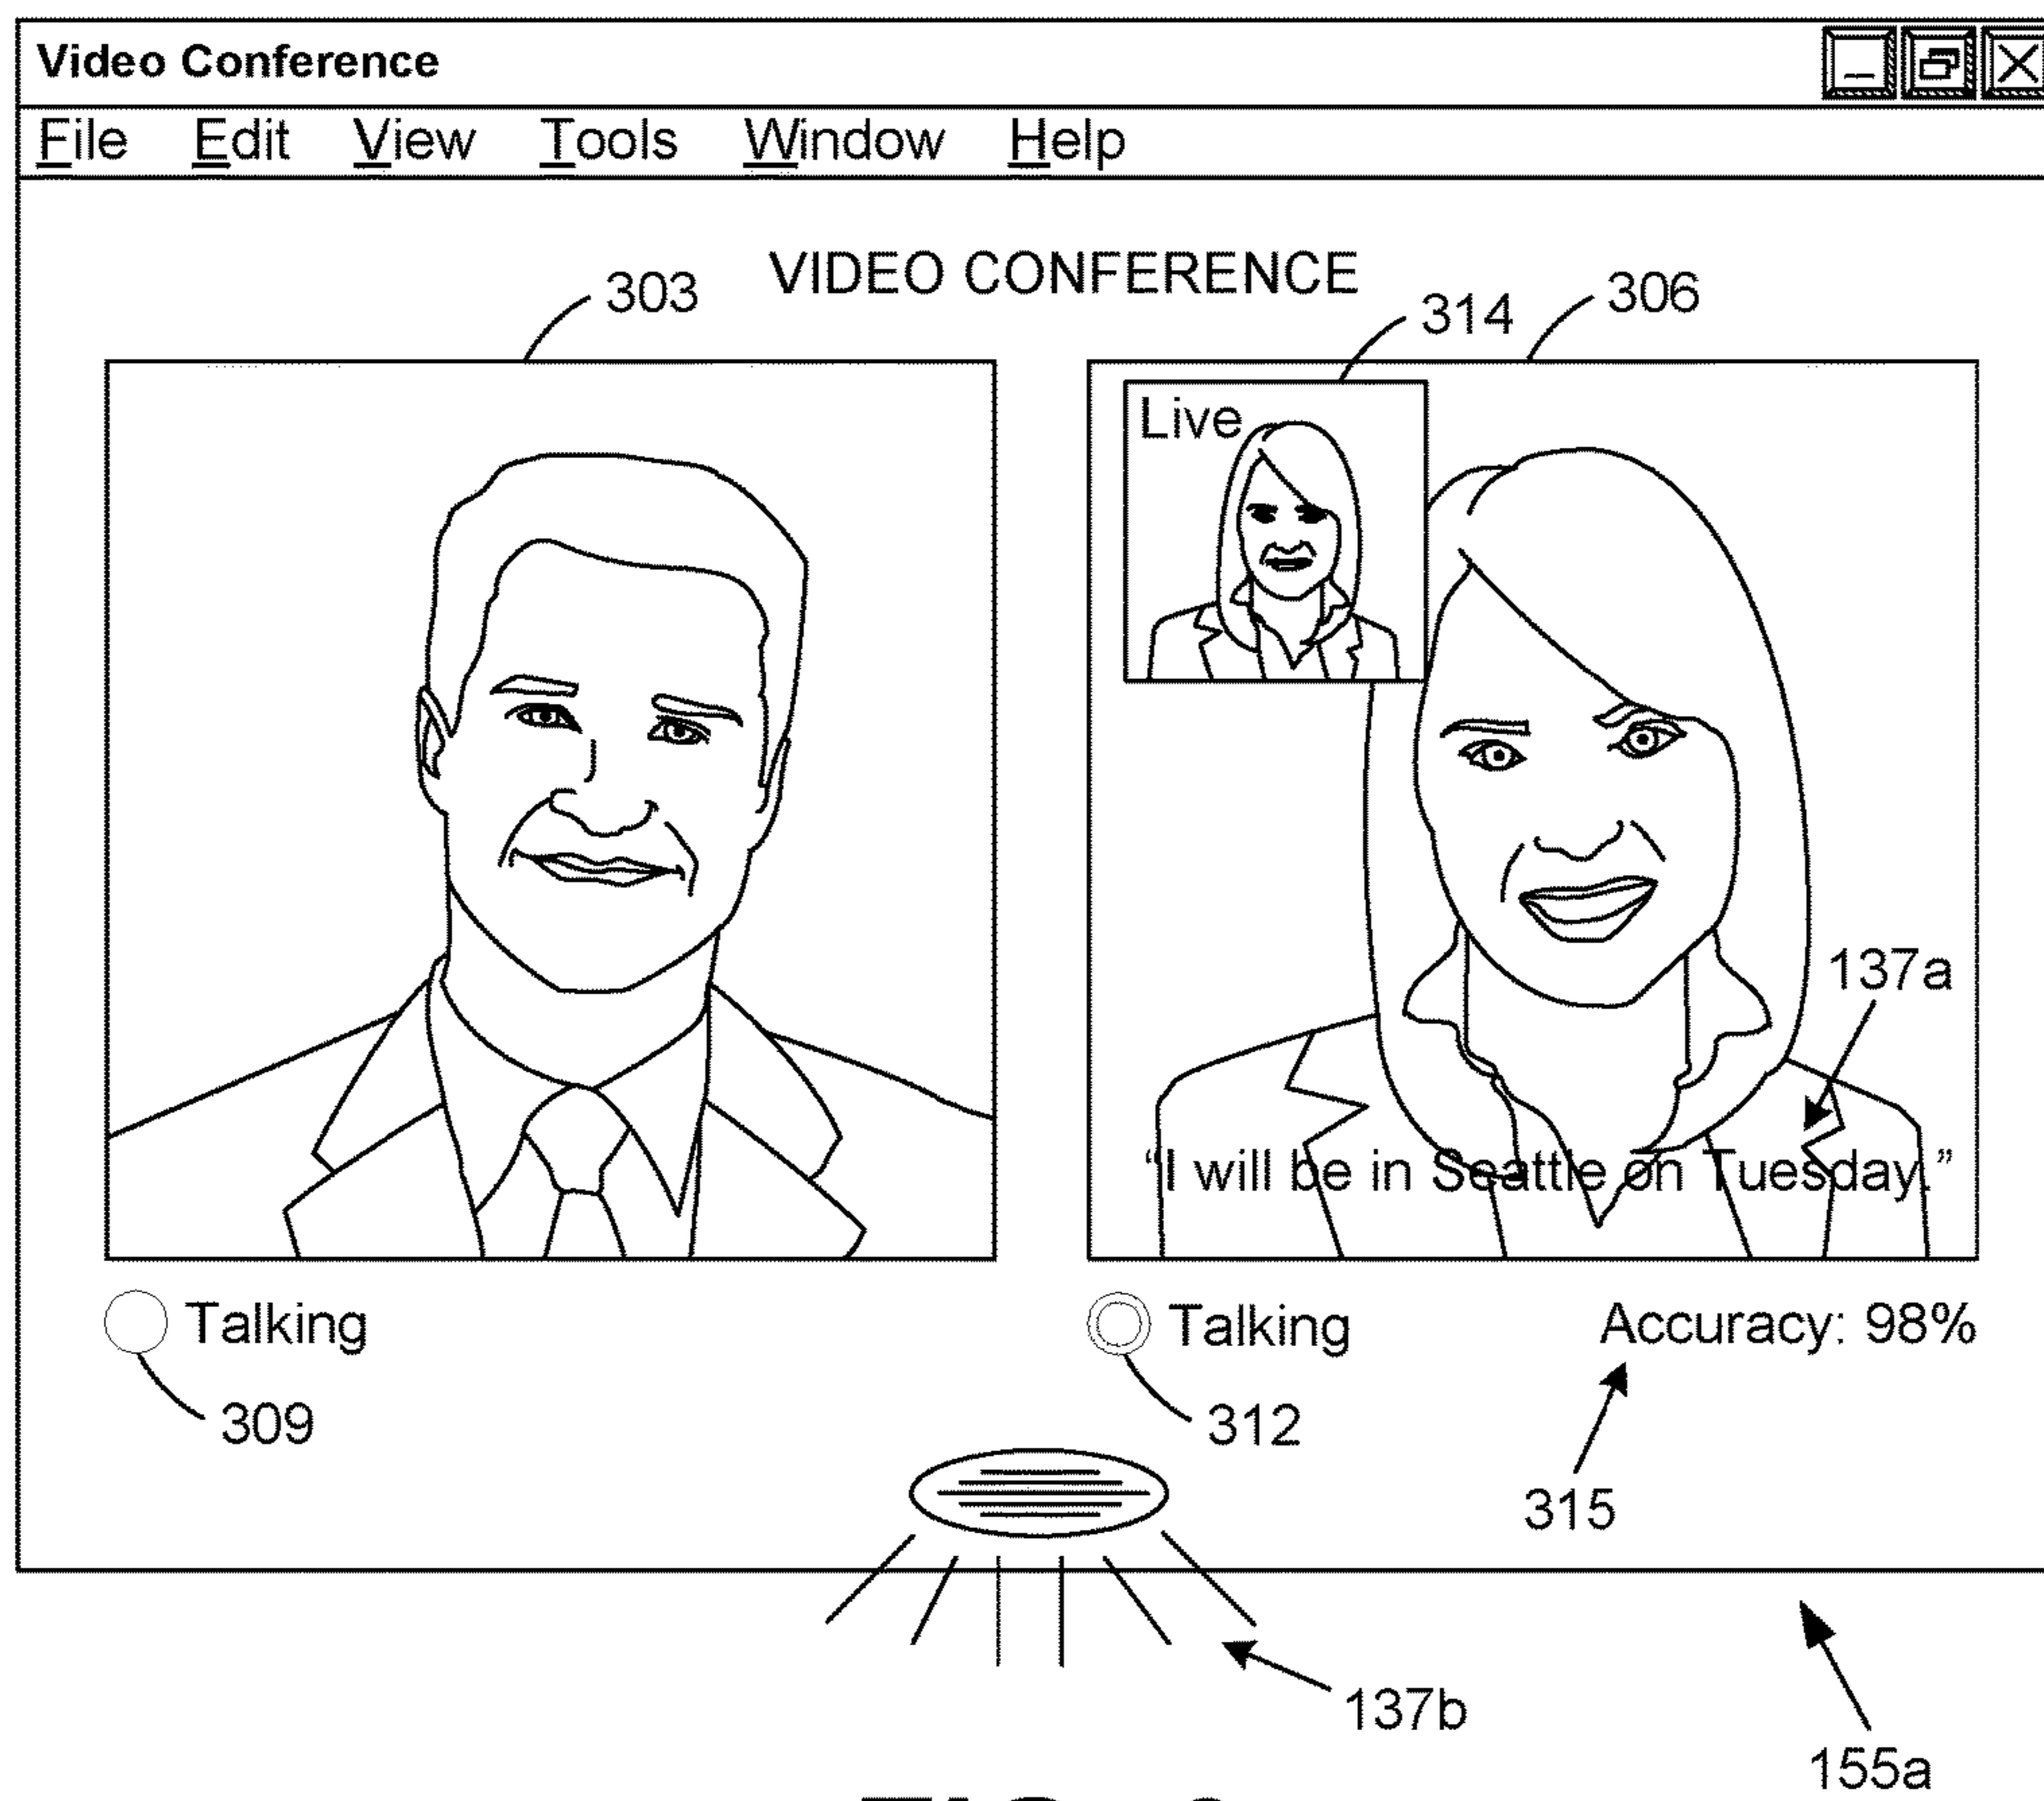 Video Conference
File Edit View Tools Window Help
VIDEO CONFERENCE
303
314
306
Live
137a
“I will be in Seattle on Tuesday.”
Talking
Talking
Accuracy: 98%
309
312
315
137b
155a